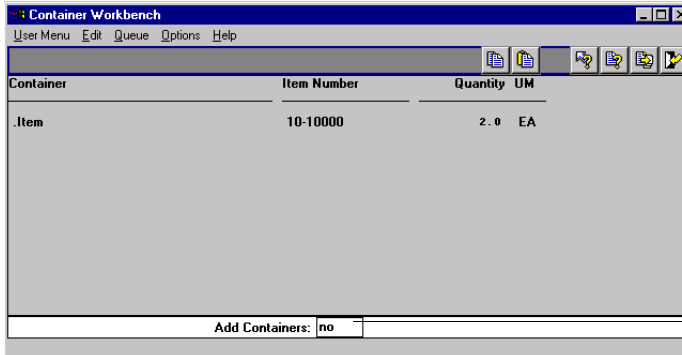 Container Workbench
User Menu Edit Queue Options Help
Container Item Number Quantity UM
.Item 10-10000 2.0 EA
Add Containers: no